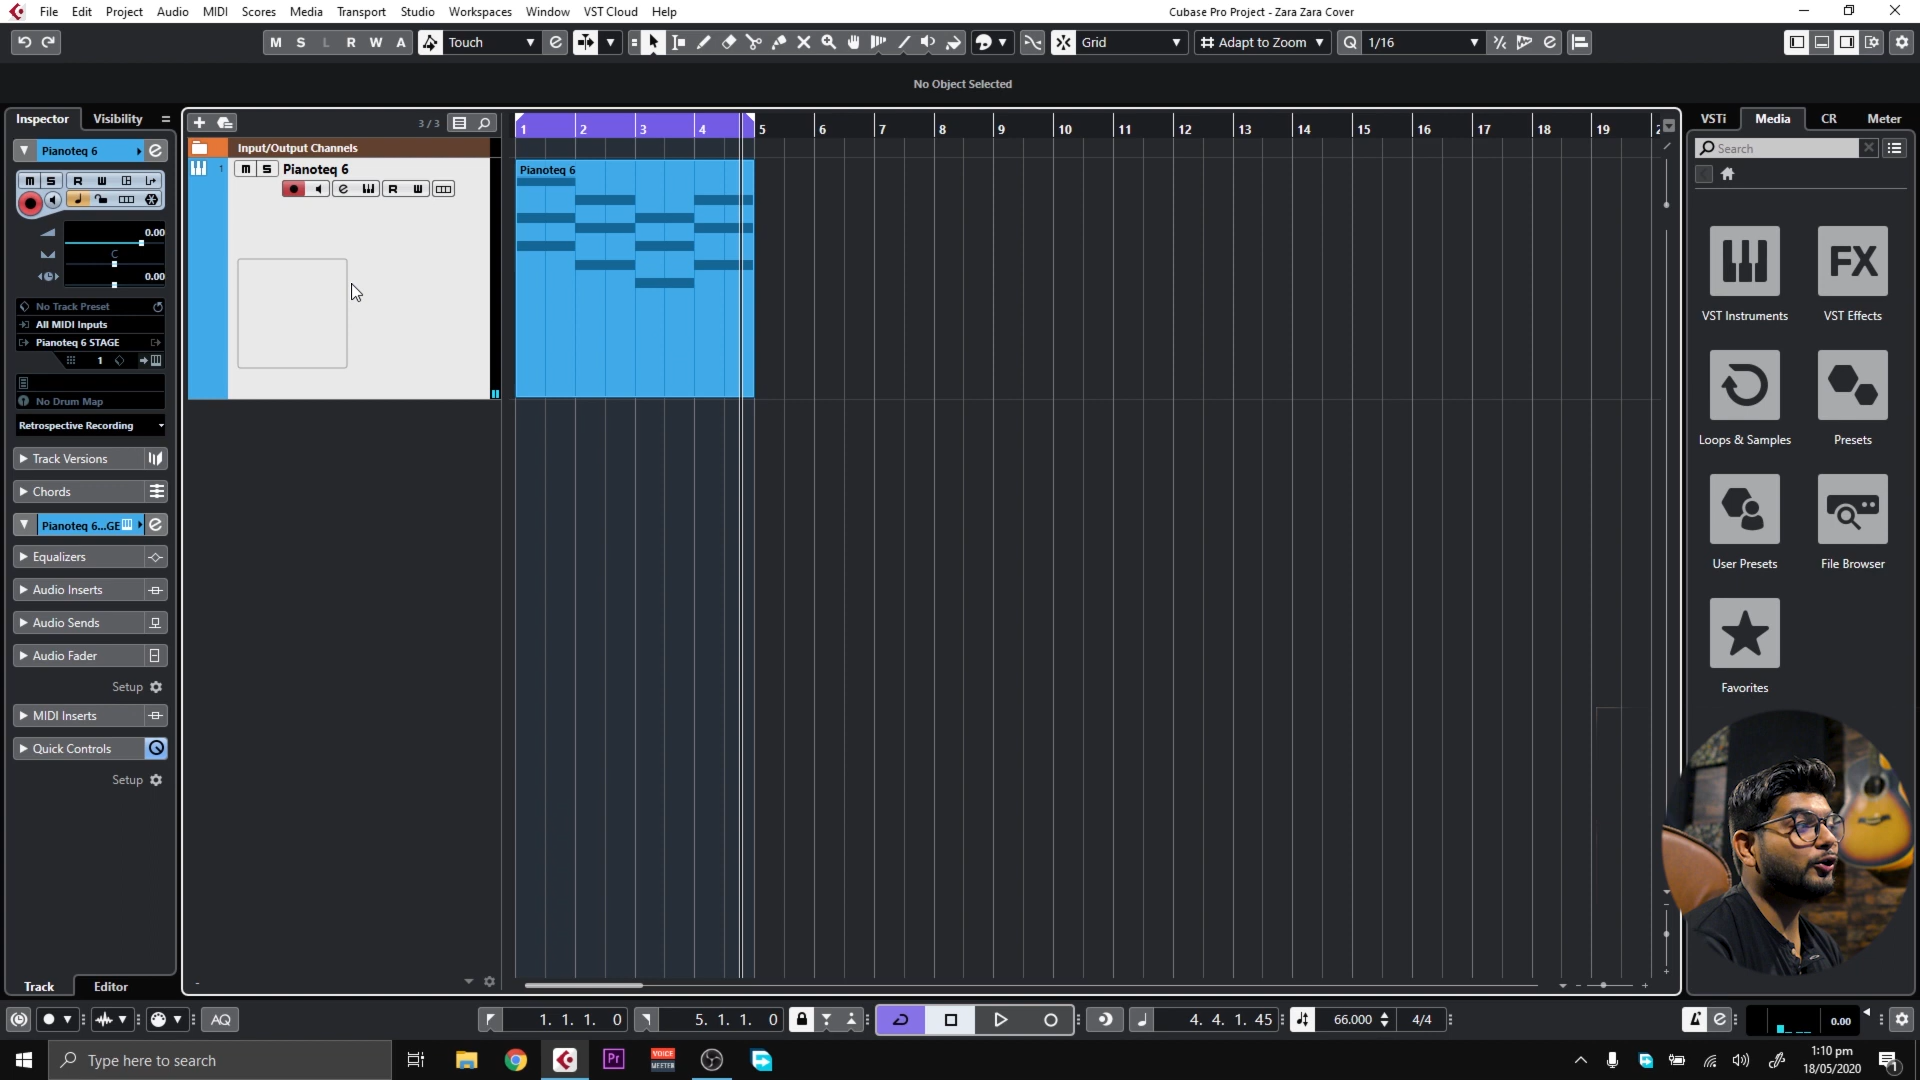 File Edit Project Audio MIDI Scores Media Transport Studio Workspaces Window VST Cloud Help Cubase Pro Project - Zara Zara Cover
M S L R W A Touch Grid Adapt to Zoom Q 1/16
No Object Selected
Inspector Visibility
3 / 3
1 2 3 4 5 6 7 8 9 10 11 12 13 14 15 16 17 18 19
VSTi Media CR Meter
Search
Pianoteq 6
M S R W
0.00
C
0.00
No Track Preset
All MIDI Inputs
Pianoteq 6 STAGE
1
No Drum Map
Retrospective Recording
Track Versions
Chords
Pianoteq 6...GE
Equalizers
Audio Inserts
Audio Sends
Audio Fader
Setup
MIDI Inserts
Quick Controls
Setup
Track Editor
Input/Output Channels
1 M S Pianoteq 6
R W
Pianoteq 6
VST Instruments VST Effects
FX
Loops & Samples Presets
User Presets File Browser
Favorites
AQ 1. 1. 1. 0 5. 1. 1. 0 4. 4. 1. 45 66.000 4/4 0.00
Type here to search
Pr
VOICE
MEETER
1:10 pm
18/05/2020
1